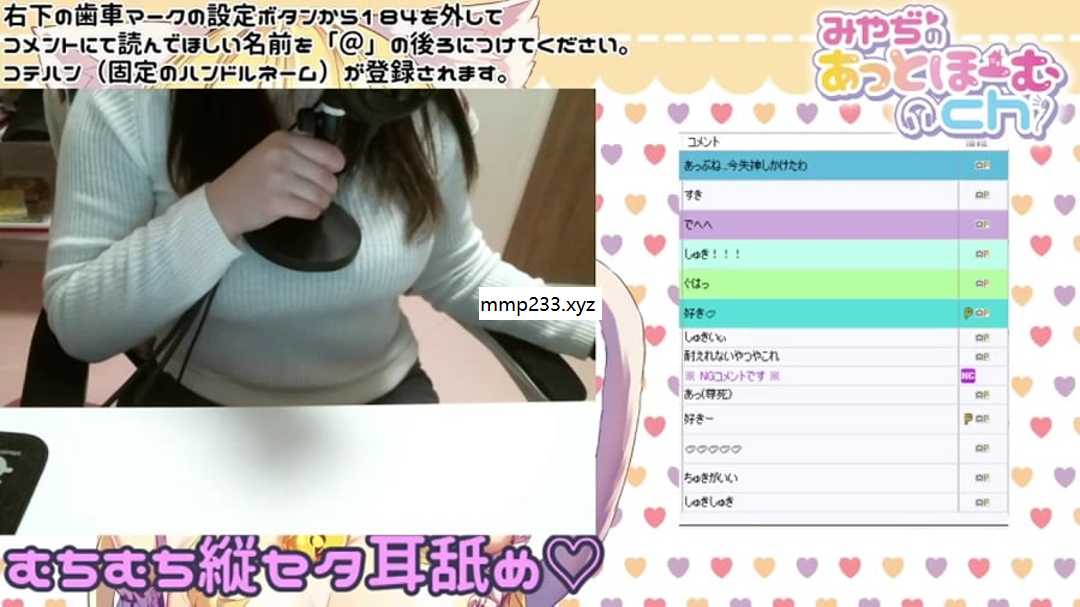 右下の歯車マークの設定ボタンから184を外して
コメントにて読んでほしい名前を「@」の後ろにつけてください。
コテハン（固定のハンドルネーム）が登録されます。
みやぢの
あっとほーむ
ch
mmp233.xyz
コメント
あっぶね…今失神しかけたわ
すき
でへへ
しゅき！！！
ぐはっ
好き♡
しゅきいぃ
耐えれないやつやこれ
※ NGコメントです ※ NG
あっ(尊死)
好きー
♡♡♡♡♡
ちゅきがいい
しゅきしゅき
むちむち縦セタ耳舐め♡